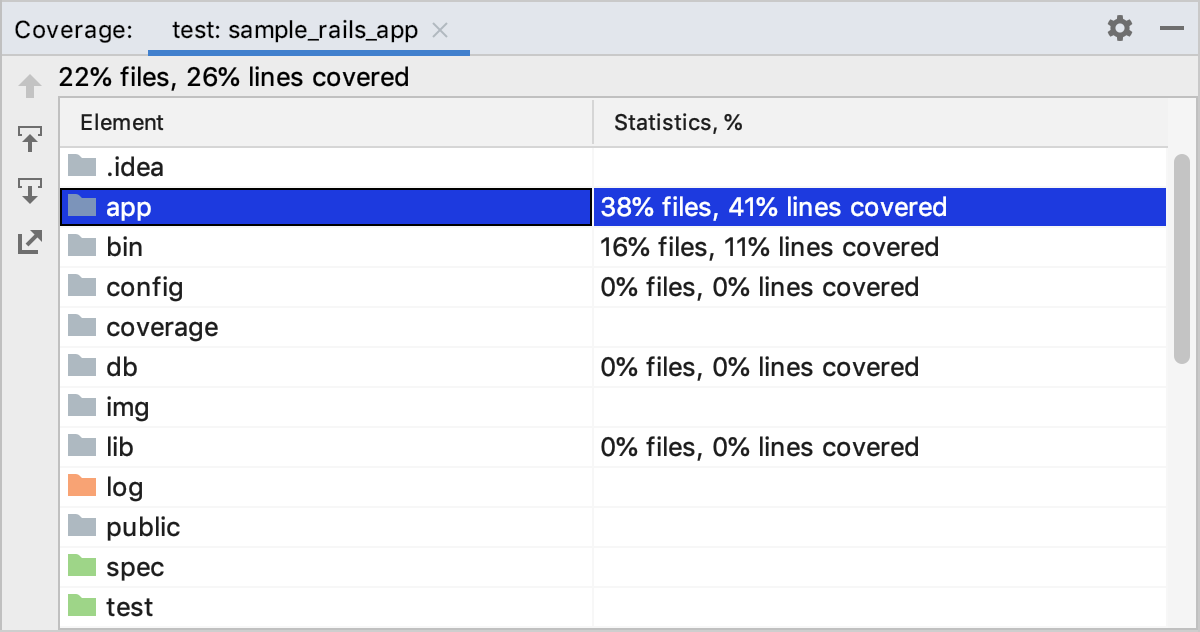 Coverage: test: sample_rails_app
22% files, 26% lines covered
Element Statistics, %
.idea
app 38% files, 41% lines covered
bin 16% files, 11% lines covered
config 0% files, 0% lines covered
coverage
db 0% files, 0% lines covered
img
lib 0% files, 0% lines covered
log
public
spec
test